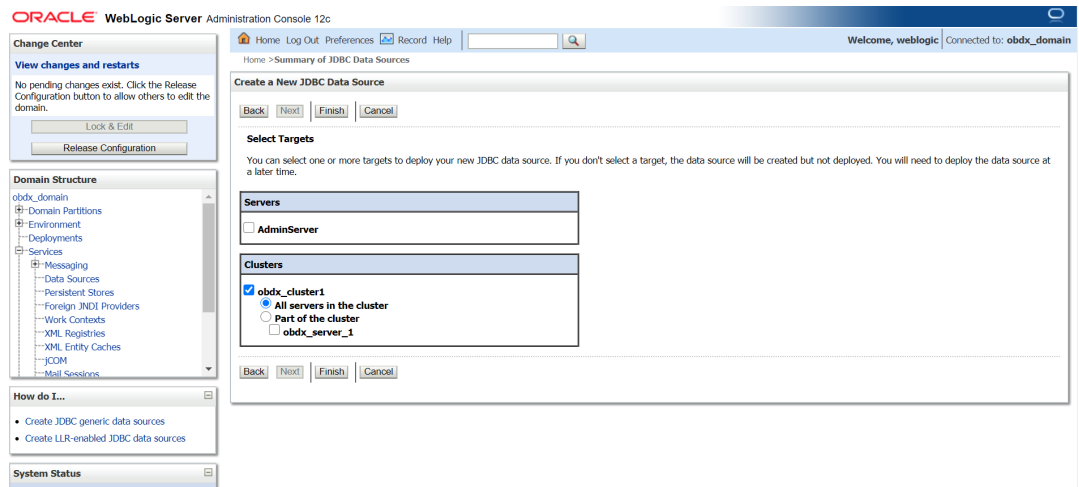 ORACLE WebLogic Server Administration Console 12c
Change Center
View changes and restarts
No pending changes exist. Click the Release
Configuration button to allow others to edit the
domain.
Lock & Edit
Release Configuration
Domain Structure
obdx_domain
Domain Partitions
Environment
Deployments
Services
Messaging
Data Sources
Persistent Stores
Foreign JNDI Providers
Work Contexts
XML Registries
XML Entity Caches
jCOM
Mail Sessions
How do I...
Create JDBC generic data sources
Create LLR-enabled JDBC data sources
System Status
Home Log Out Preferences Record Help
Welcome, weblogic Connected to: obdx_domain
Home >Summary of JDBC Data Sources
Create a New JDBC Data Source
Back Next Finish Cancel
Select Targets
You can select one or more targets to deploy your new JDBC data source. If you don't select a target, the data source will be created but not deployed. You will need to deploy the data source at
a later time.
Servers
AdminServer
Clusters
obdx_cluster1
All servers in the cluster
Part of the cluster
obdx_server_1
Back Next Finish Cancel